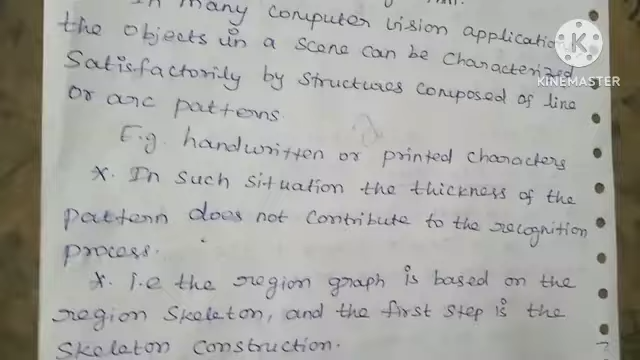 In many computer vision application
the objects in a scene can be characterized
KINEMASTER
Satisfactorily by structures composed of line
or arc patterns.
E.g. handwritten or printed characters
*. In such situation the thickness of the
pattern does not contribute to the recognition
process.
*. i.e the region graph is based on the
region skeleton, and the first step is the
skeleton construction.